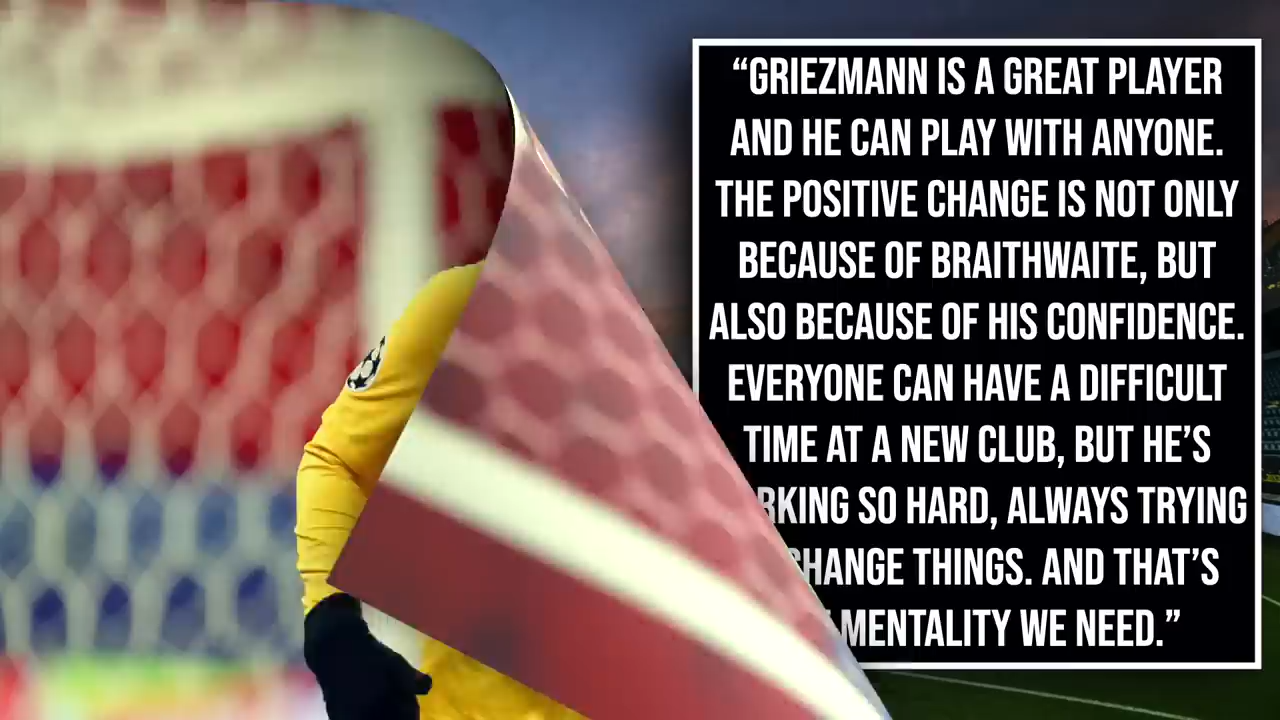 “GRIEZMANN IS A GREAT PLAYER
AND HE CAN PLAY WITH ANYONE.
THE POSITIVE CHANGE IS NOT ONLY
BECAUSE OF BRAITHWAITE, BUT
ALSO BECAUSE OF HIS CONFIDENCE.
EVERYONE CAN HAVE A DIFFICULT
TIME AT A NEW CLUB, BUT HE’S
RKING SO HARD, ALWAYS TRYING
CHANGE THINGS. AND THAT’S
MENTALITY WE NEED.”